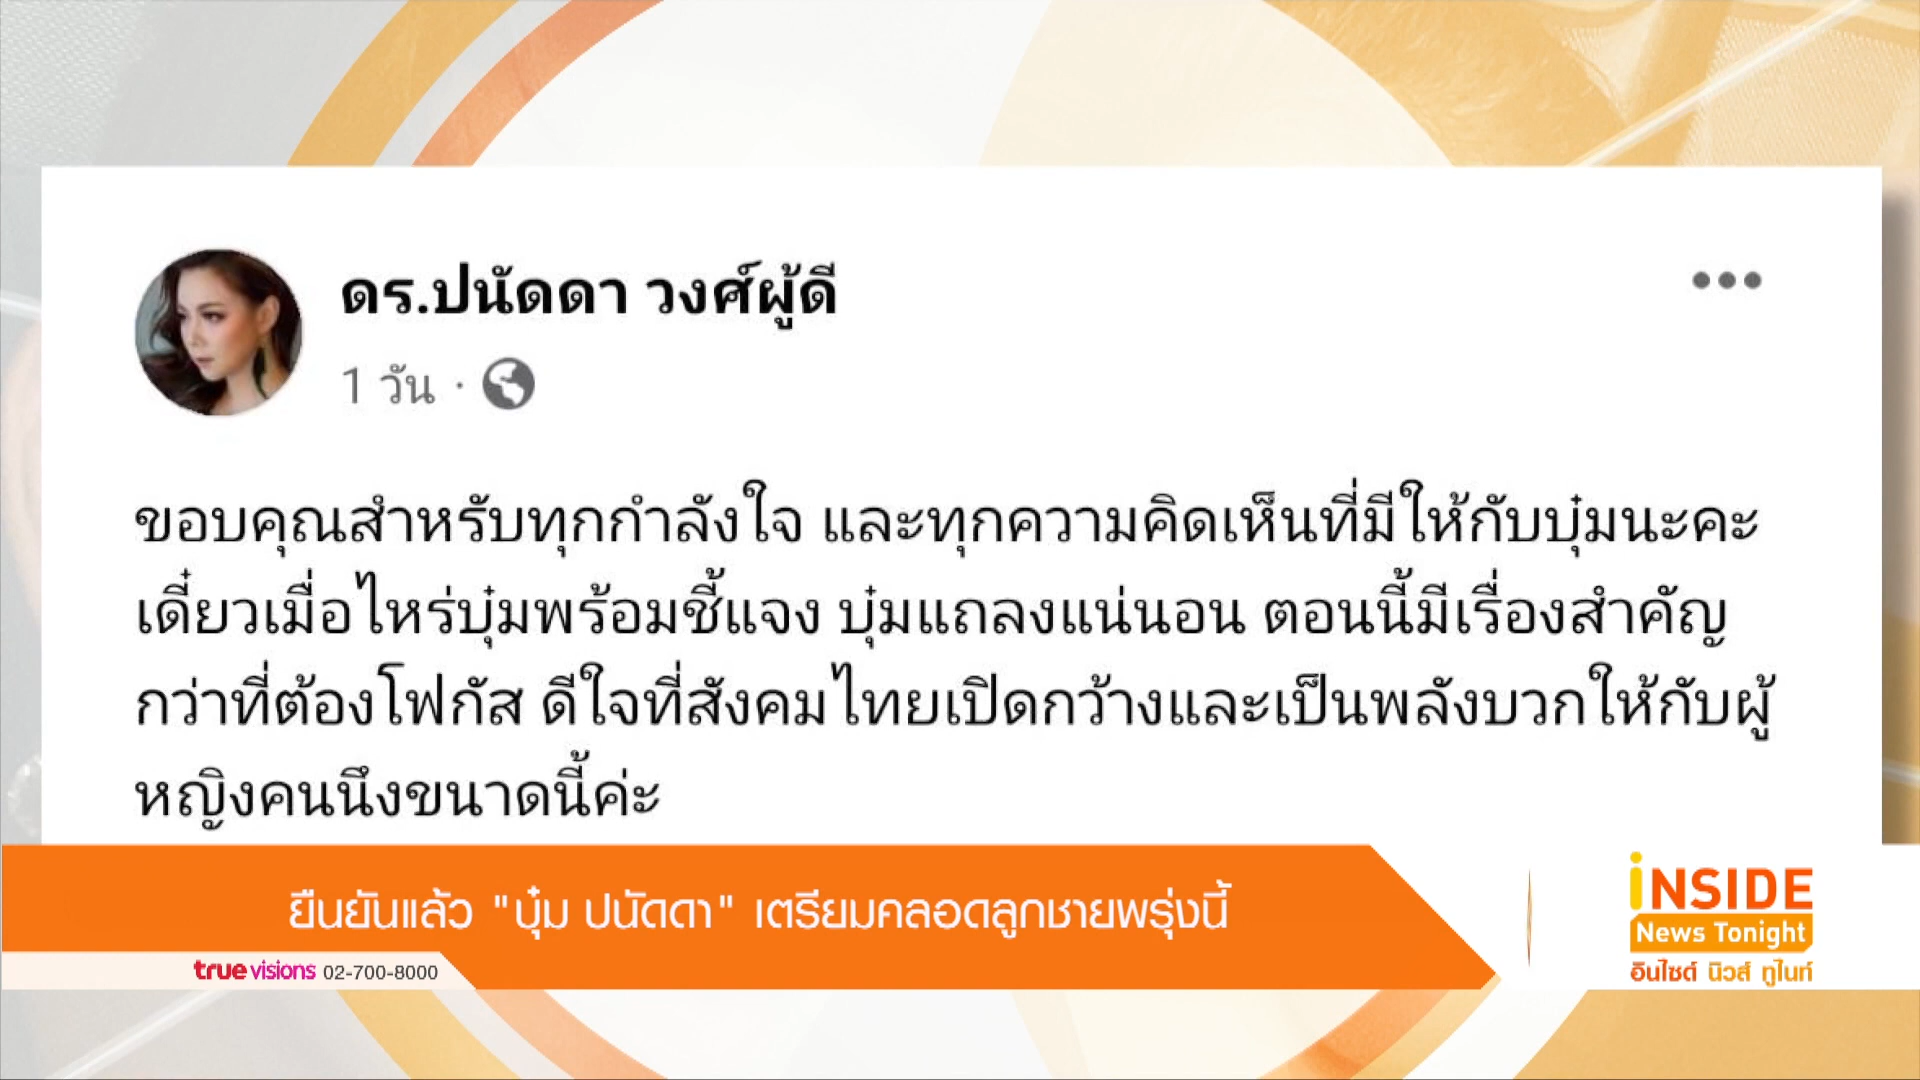 ดร.ปนัดดา วงศ์ผู้ดี
1 วัน ·
ขอบคุณสำหรับทุกกำลังใจ และทุกความคิดเห็นที่มีให้กับบุ๋มนะคะ
เดี๋ยวเมื่อไหร่บุ๋มพร้อมชี้แจง บุ๋มแถลงแน่นอน ตอนนี้มีเรื่องสำคัญ
กว่าที่ต้องโฟกัส ดีใจที่สังคมไทยเปิดกว้างและเป็นพลังบวกให้กับผู้
หญิงคนนึงขนาดนี้ค่ะ
ยืนยันแล้ว "บุ๋ม ปนัดดา" เตรียมคลอดลูกชายพรุ่งนี้
truevisions 02-700-8000
iNSIDE
News Tonight
อินไซด์ นิวส์ ทูไนท์